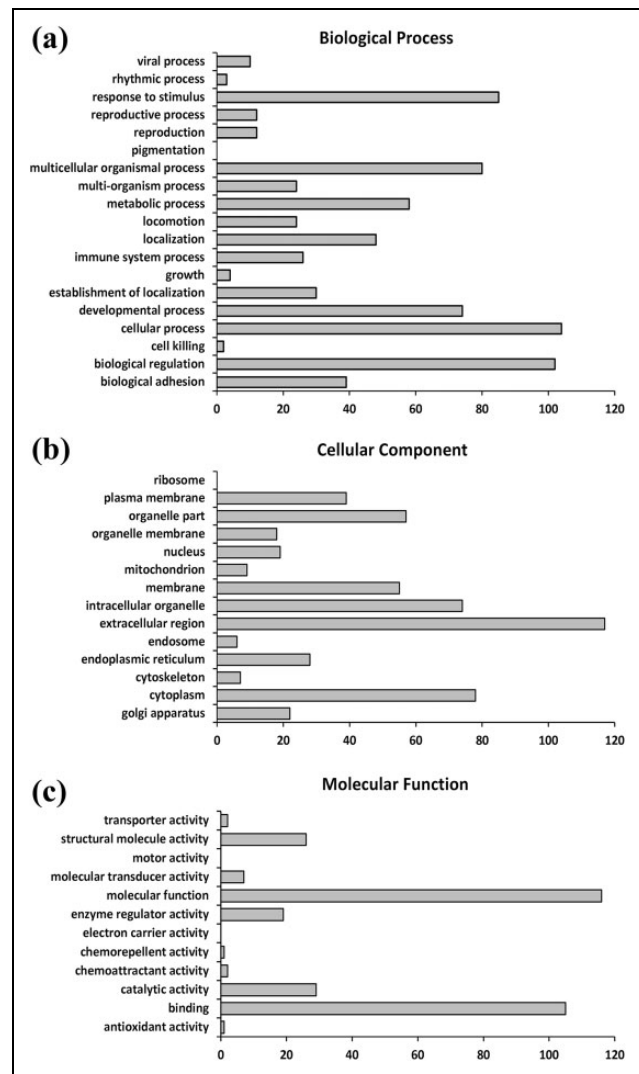 (a)
Biological Process
viral process
rhythmic process
response to stimulus
reproductive process
reproduction
pigmentation
multicellular organismal process
multi-organism process
metabolic process
locomotion
localization
immune system process
growth
establishment of localization
developmental process
cellular process
cell killing
biological regulation
biological adhesion
0 20 40 60 80 100 120
(b)
Cellular Component
ribosome
plasma membrane
organelle part
organelle membrane
nucleus
mitochondrion
membrane
intracellular organelle
extracellular region
endosome
endoplasmic reticulum
cytoskeleton
cytoplasm
golgi apparatus
0 20 40 60 80 100 120
(c)
Molecular Function
transporter activity
structural molecule activity
motor activity
molecular transducer activity
molecular function
enzyme regulator activity
electron carrier activity
chemorepellent activity
chemoattractant activity
catalytic activity
binding
antioxidant activity
0 20 40 60 80 100 120